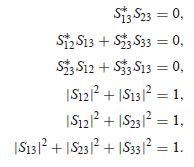 S*₁₃S₂₃ = 0,
S*₁₂S₁₃ + S*₂₃S₃₃ = 0,
S*₂₃S₁₂ + S*₃₃S₁₃ = 0,
|S₁₂|² + |S₁₃|² = 1,
|S₁₂|² + |S₂₃|² = 1,
|S₁₃|² + |S₂₃|² + |S₃₃|² = 1.